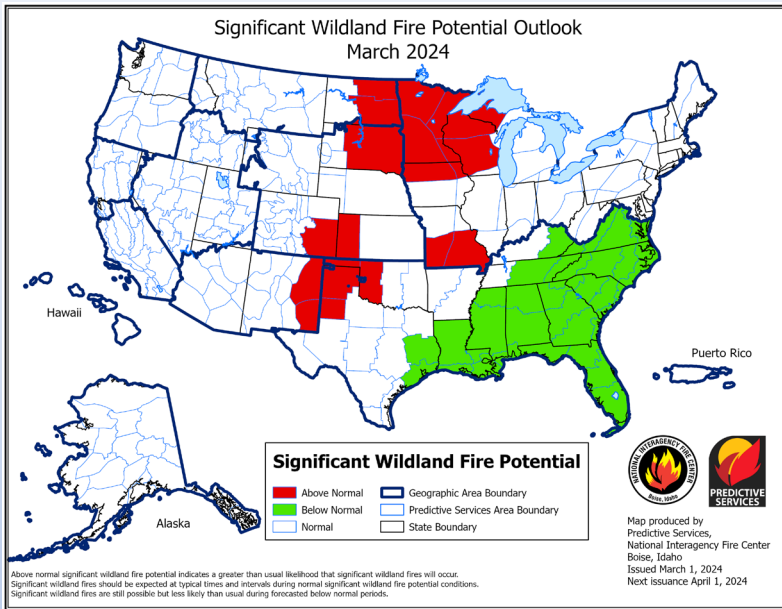 Significant Wildland Fire Potential Outlook
March 2024
Hawaii
Puerto Rico
Alaska
Significant Wildland Fire Potential
Above Normal
Below Normal
Normal
Geographic Area Boundary
Predictive Services Area Boundary
State Boundary
NATIONAL INTERAGENCY FIRE CENTER
Boise, Idaho
PREDICTIVE
SERVICES
Map produced by
Predictive Services,
National Interagency Fire Center
Boise, Idaho
Issued March 1, 2024
Next issuance April 1, 2024
Above normal significant wildland fire potential indicates a greater than usual likelihood that significant wildland fires will occur.
Significant wildland fires should be expected at typical times and intervals during normal significant wildland fire potential conditions.
Significant wildland fires are still possible but less likely than usual during forecasted below normal periods.